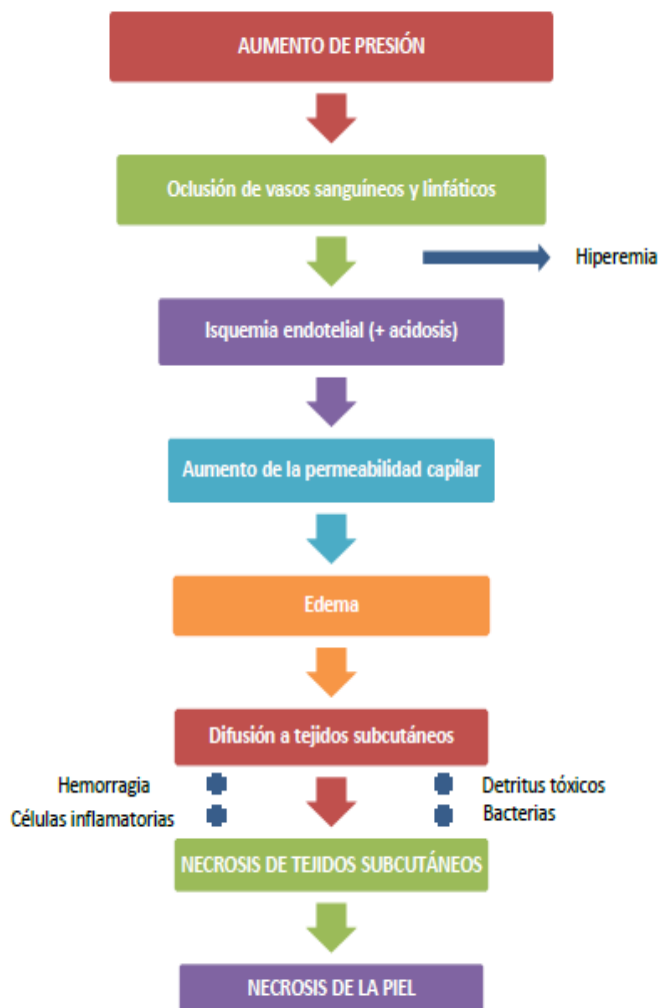 AUMENTO DE PRESIÓN
Oclusión de vasos sanguíneos y linfáticos
Hiperemia
Isquemia endotelial (+ acidosis)
Aumento de la permeabilidad capilar
Edema
Difusión a tejidos subcutáneos
Hemorragia
Detritus tóxicos
Células inflamatorias
Bacterias
NECROSIS DE TEJIDOS SUBCUTÁNEOS
NECROSIS DE LA PIEL